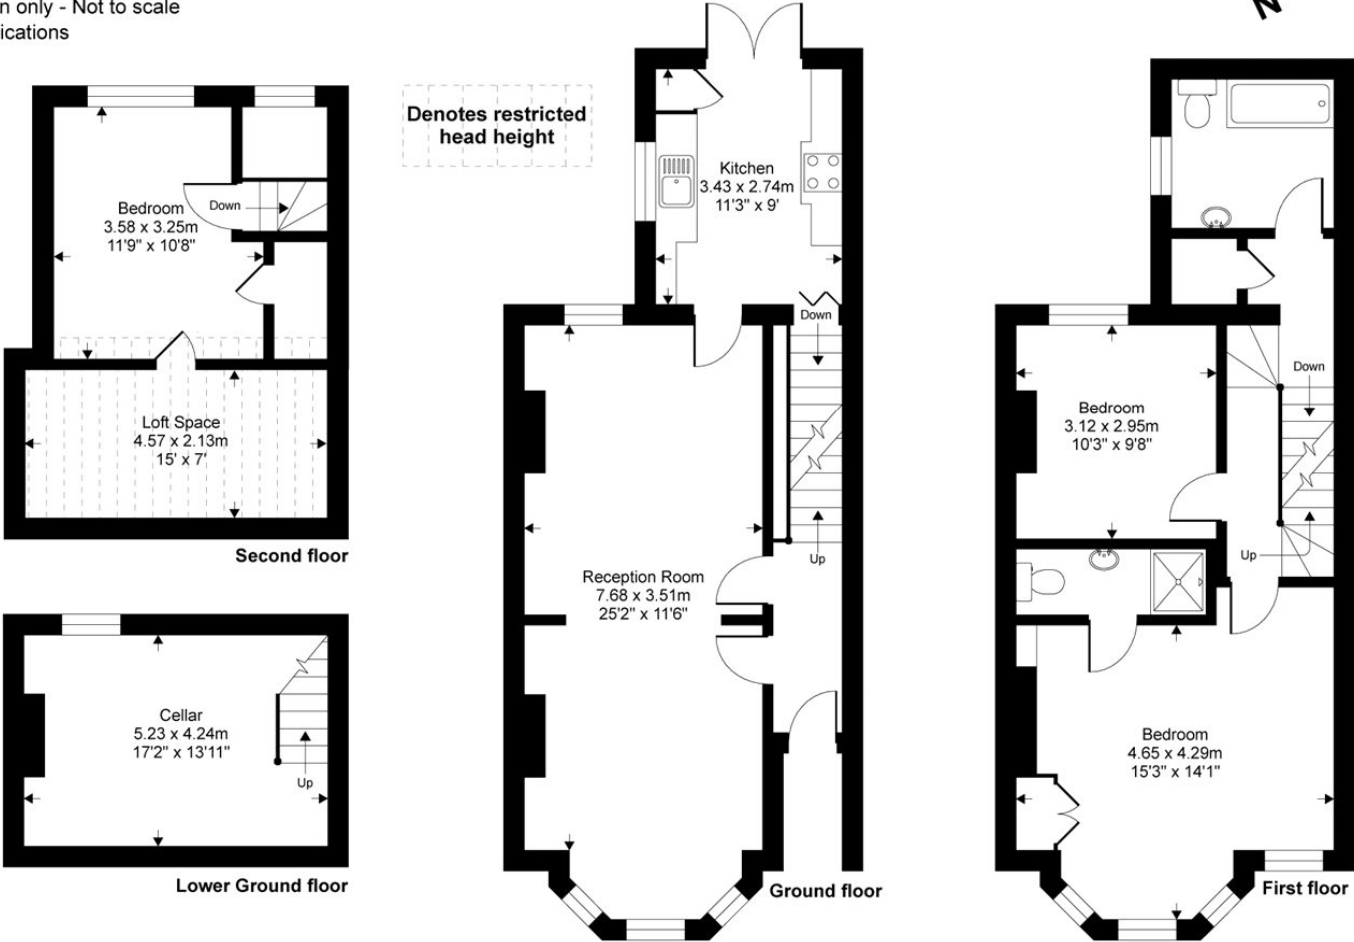 n only - Not to scale
ications
N
Denotes restricted
head height
Bedroom
3.58 x 3.25m
11'9" x 10'8"
Down
Loft Space
4.57 x 2.13m
15' x 7'
Second floor
Cellar
5.23 x 4.24m
17'2" x 13'11"
Up
Lower Ground floor
Kitchen
3.43 x 2.74m
11'3" x 9'
Down
Up
Reception Room
7.68 x 3.51m
25'2" x 11'6"
Ground floor
Bedroom
3.12 x 2.95m
10'3" x 9'8"
Down
Up
Bedroom
4.65 x 4.29m
15'3" x 14'1"
First floor